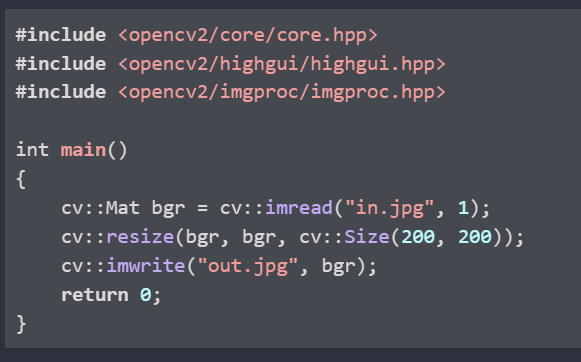 #include <opencv2/core/core.hpp>
#include <opencv2/highgui/highgui.hpp>
#include <opencv2/imgproc/imgproc.hpp>

int main()
{
    cv::Mat bgr = cv::imread("in.jpg", 1);
    cv::resize(bgr, bgr, cv::Size(200, 200));
    cv::imwrite("out.jpg", bgr);
    return 0;
}